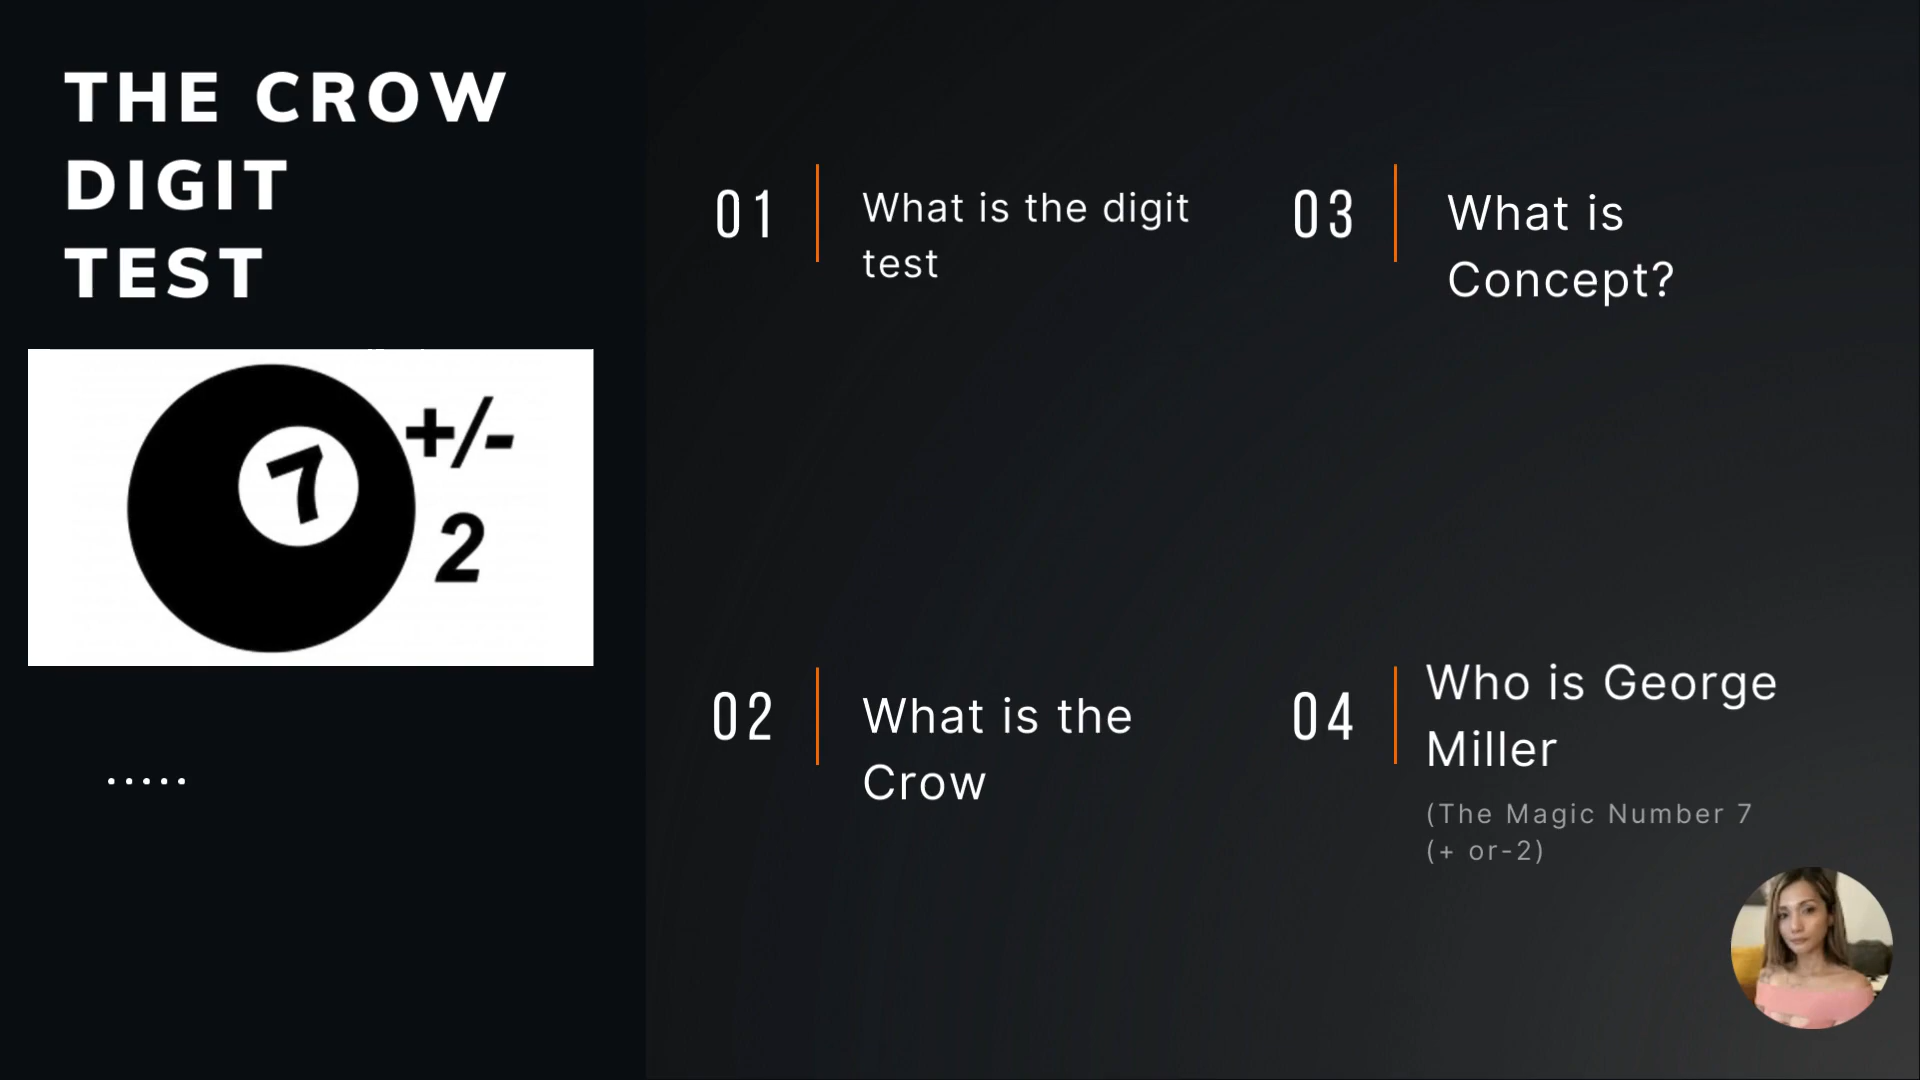 THE CROW
DIGIT
TEST
7
+/-
2
.....
01
What is the digit
test
02
What is the
Crow
03
What is
Concept?
04
Who is George
Miller
(The Magic Number 7
(+ or-2)